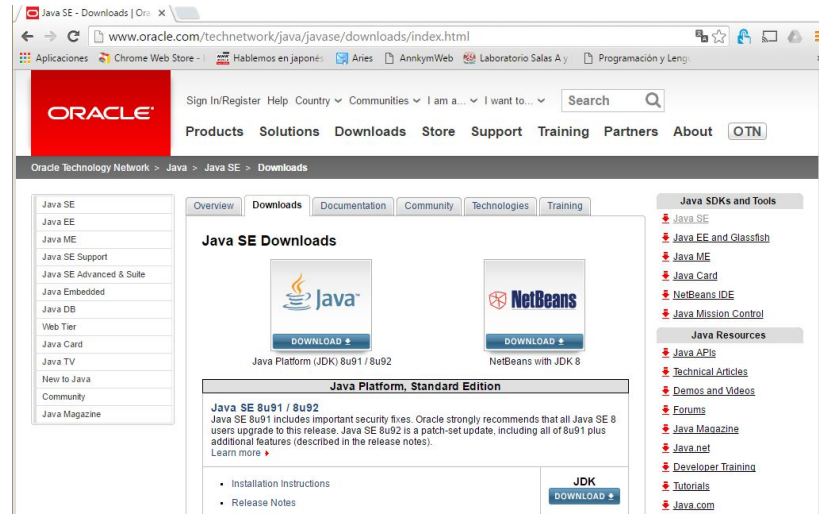 Java SE - Downloads | Ora
www.oracle.com/technetwork/java/javase/downloads/index.html
Aplicaciones Chrome Web Store - Hablemos en japonés Aries AnnkymWeb Laboratorio Salas A y Programación y Leng
ORACLE
Sign In/Register Help Country Communities I am a... I want to... Search
Products Solutions Downloads Store Support Training Partners About OTN
Oracle Technology Network > Java > Java SE > Downloads
Java SE
Java EE
Java ME
Java SE Support
Java SE Advanced & Suite
Java Embedded
Java DB
Web Tier
Java Card
Java TV
New to Java
Community
Java Magazine
Overview Downloads Documentation Community Technologies Training
Java SE Downloads
Java NetBeans
DOWNLOAD DOWNLOAD
Java Platform (JDK) 8u91 / 8u92 NetBeans with JDK 8
Java Platform, Standard Edition
Java SE 8u91 / 8u92
Java SE 8u91 includes important security fixes. Oracle strongly recommends that all Java SE 8
users upgrade to this release. Java SE 8u92 is a patch-set update, including all of 8u91 plus
additional features (described in the release notes).
Learn more
Installation Instructions
Release Notes
JDK
DOWNLOAD
Java SDKs and Tools
Java SE
Java EE and Glassfish
Java ME
Java Card
NetBeans IDE
Java Mission Control
Java Resources
Java APIs
Technical Articles
Demos and Videos
Forums
Java Magazine
Java.net
Developer Training
Tutorials
Java.com